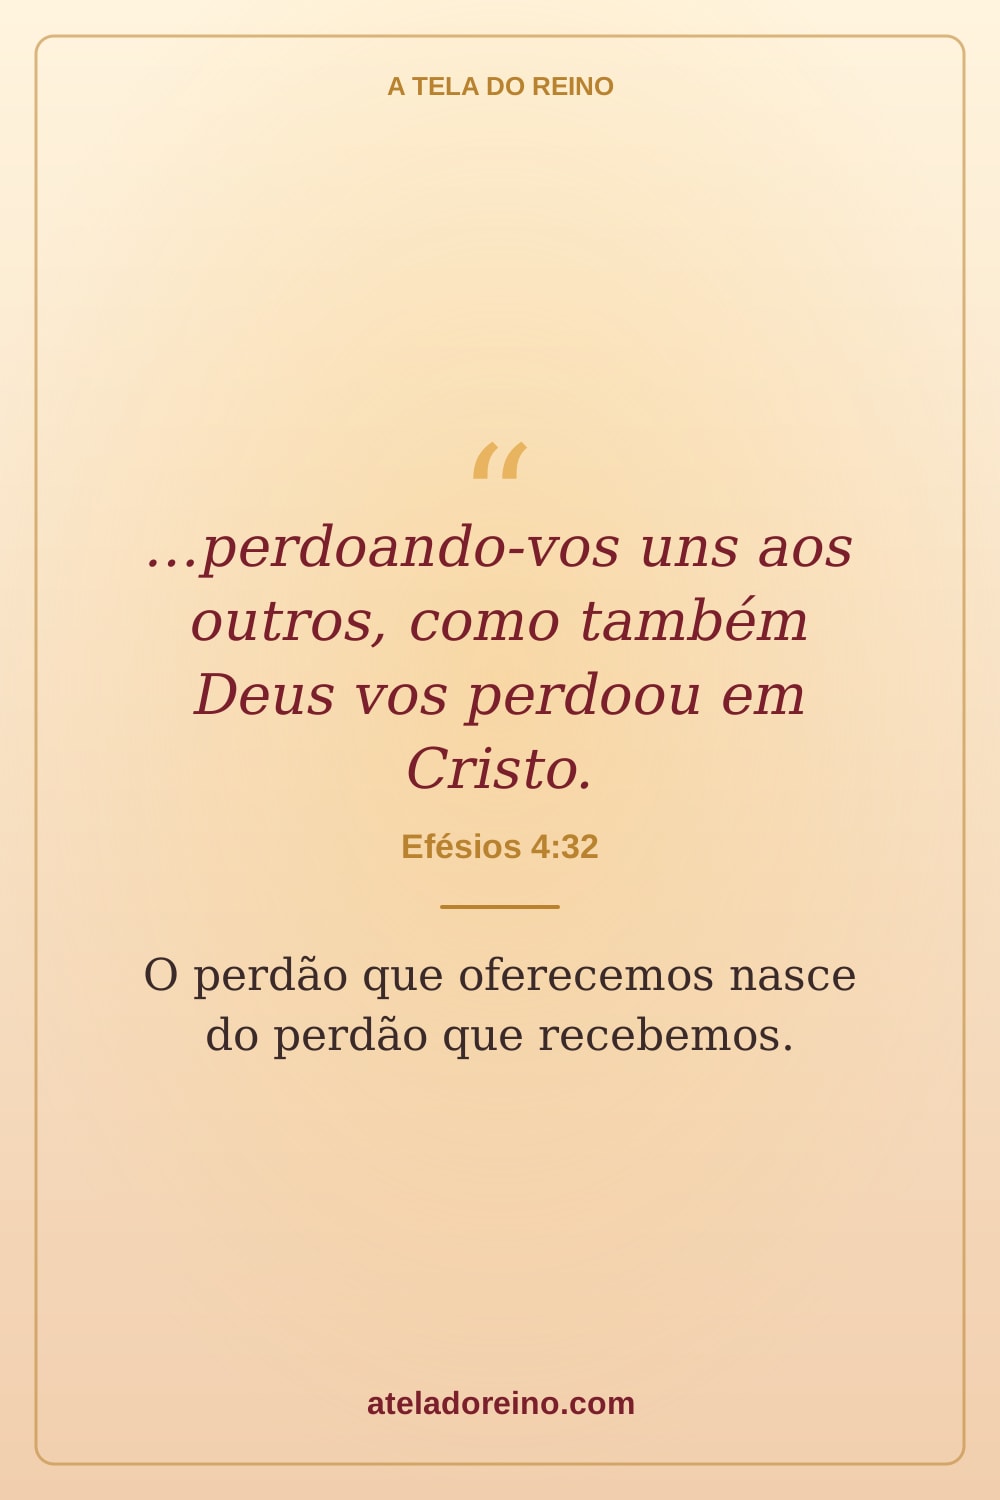 A TELA DO REINO
“
...perdoando-vos uns aos
outros, como também
Deus vos perdoou em
Cristo.
Efésios 4:32
O perdão que oferecemos nasce
do perdão que recebemos.
ateladoreino.com